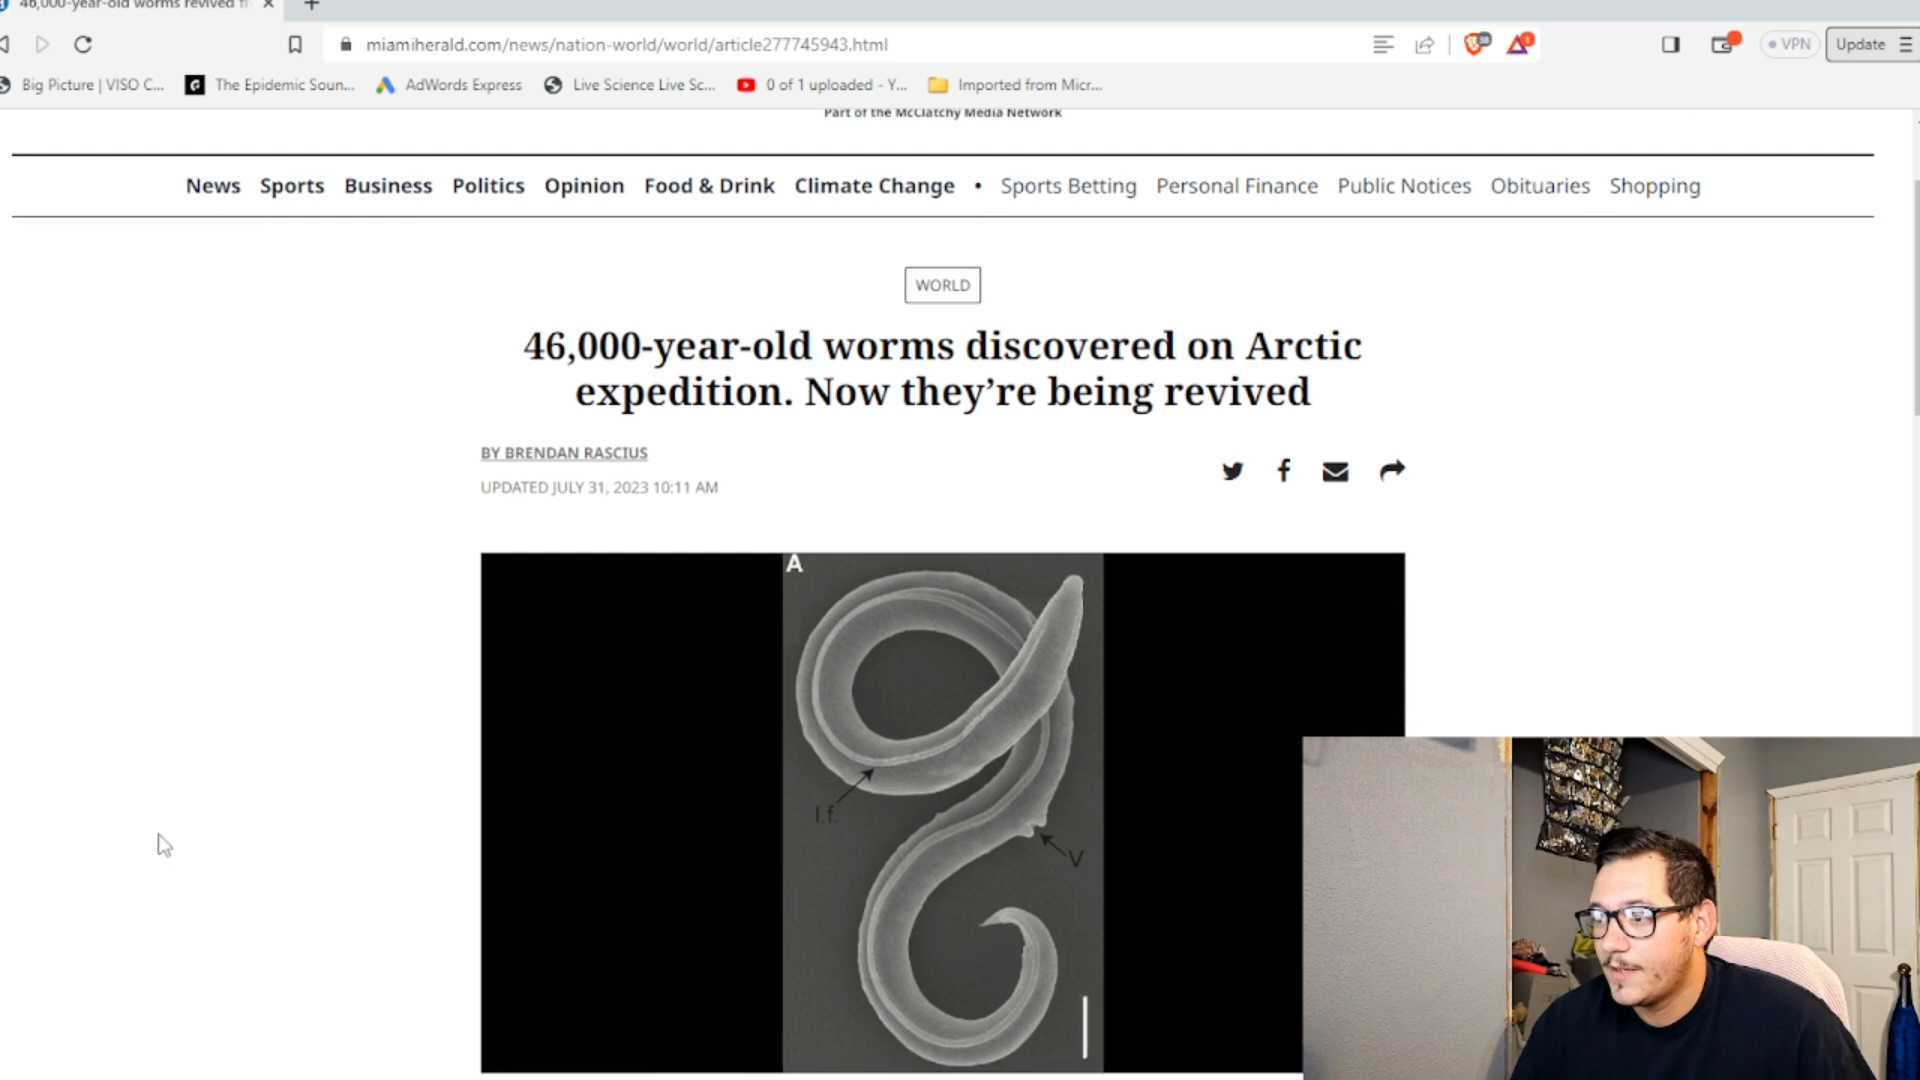 46,000-year-old worms revived fr
miamiherald.com/news/nation-world/world/article277745943.html
VPN
Update
Big Picture | VISO C...
The Epidemic Soun...
AdWords Express
Live Science Live Sc...
0 of 1 uploaded - Y...
Imported from Micr...
Part of the McClatchy Media Network
News Sports Business Politics Opinion Food & Drink Climate Change • Sports Betting Personal Finance Public Notices Obituaries Shopping
WORLD
46,000-year-old worms discovered on Arctic
expedition. Now they’re being revived
BY BRENDAN RASCIUS
UPDATED JULY 31, 2023 10:11 AM
A
l.f.
V